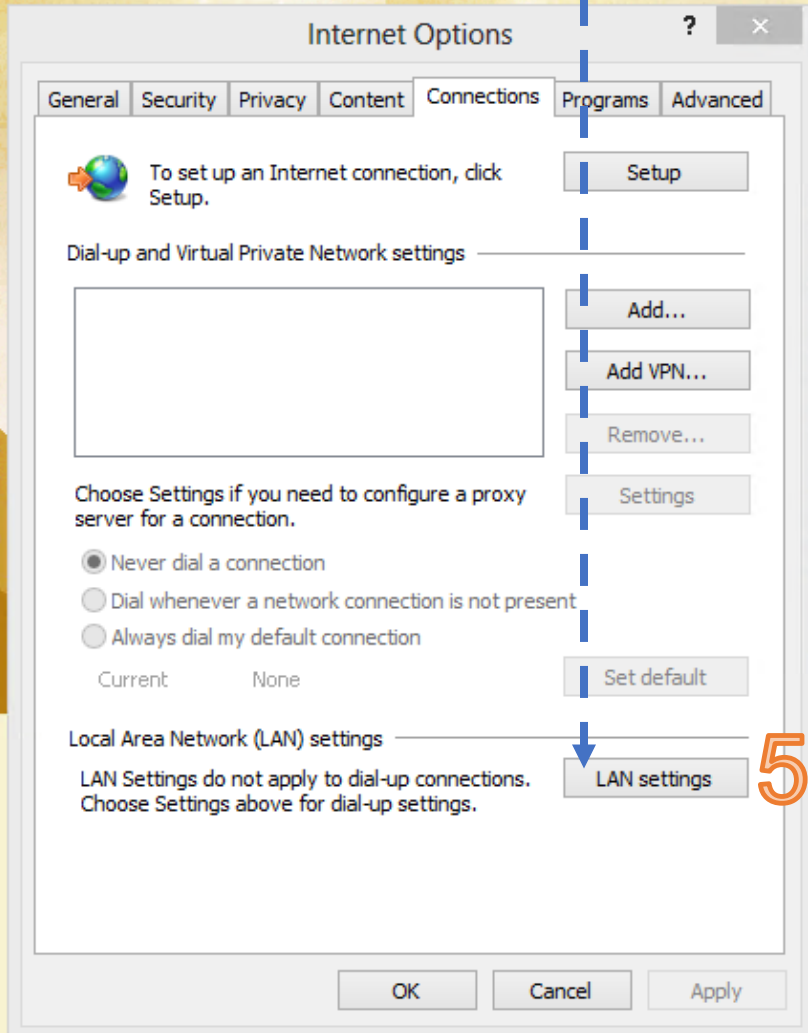 Internet Options
?
×
General Security Privacy Content Connections Programs Advanced
To set up an Internet connection, click
Setup.
Setup
Dial-up and Virtual Private Network settings
Add...
Add VPN...
Remove...
Choose Settings if you need to configure a proxy
server for a connection.
Settings
Never dial a connection
Dial whenever a network connection is not present
Always dial my default connection
Current None
Set default
Local Area Network (LAN) settings
LAN Settings do not apply to dial-up connections.
Choose Settings above for dial-up settings.
LAN settings
5
OK Cancel Apply